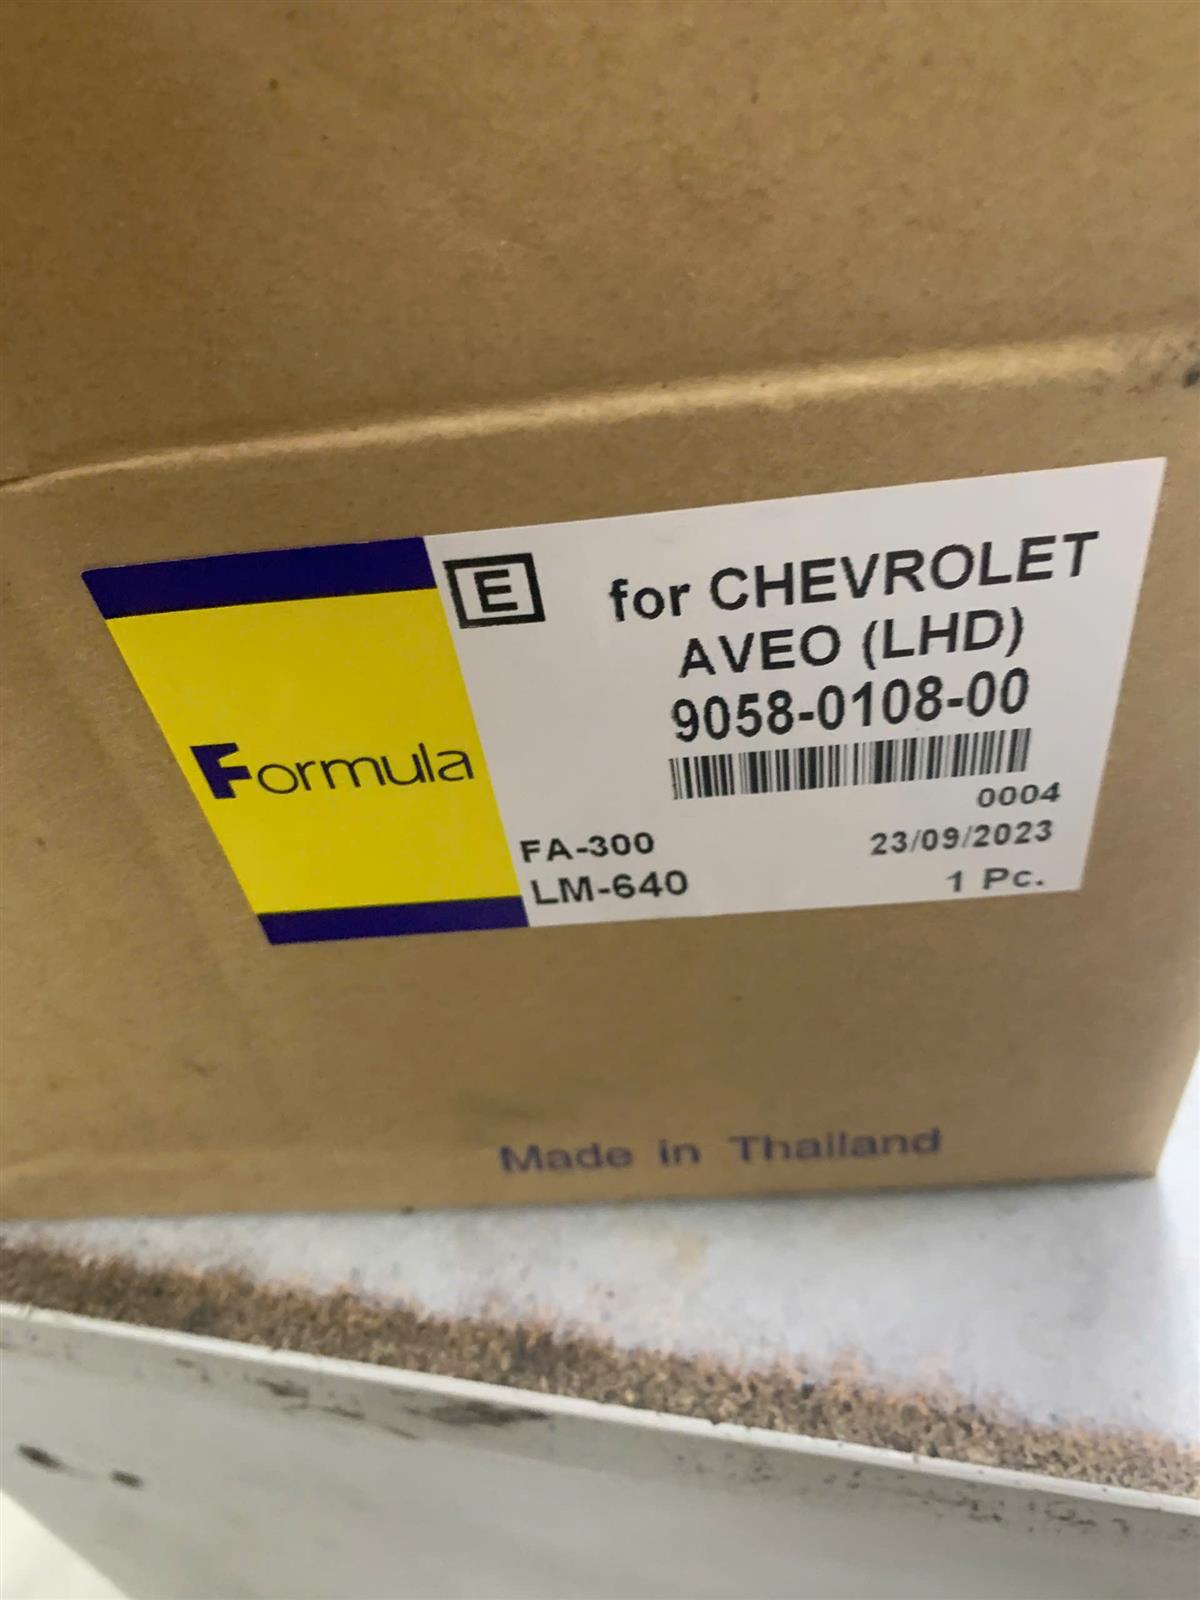 E
for CHEVROLET
AVEO (LHD)
9058-0108-00
Formula
0004
FA-300
23/09/2023
LM-640
1 Pc.
Made in Thailand